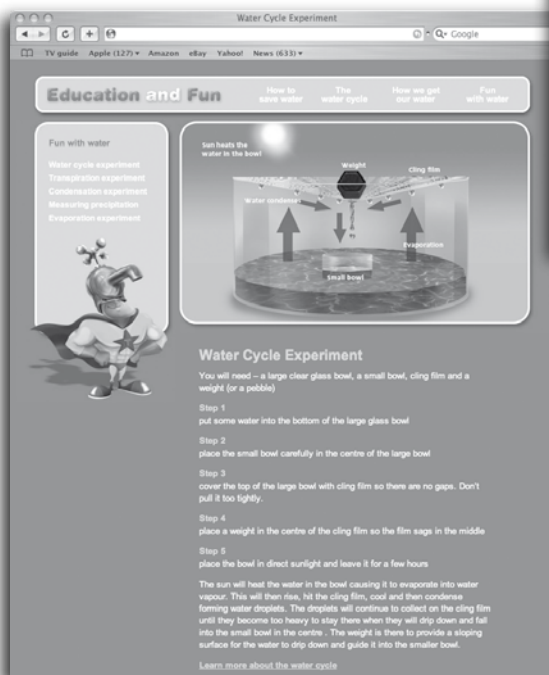 Water Cycle Experiment
Google
TV guide Apple (127) Amazon eBay Yahoo! News (633)
Education and Fun
How to
save water
The
water cycle
How we get
our water
Fun
with water
Fun with water
Water cycle experiment
Transpiration experiment
Condensation experiment
Measuring precipitation
Evaporation experiment
Sun heats the
water in the bowl
Weight
Cling film
Water condenses
Evaporation
Small bowl
Water Cycle Experiment
You will need – a large clear glass bowl, a small bowl, cling film and a
weight (or a pebble)
Step 1
put some water into the bottom of the large glass bowl
Step 2
place the small bowl carefully in the centre of the large bowl
Step 3
cover the top of the large bowl with cling film so there are no gaps. Don't
pull it too tightly.
Step 4
place a weight in the centre of the cling film so the film sags in the middle
Step 5
place the bowl in direct sunlight and leave it for a few hours
The sun will heat the water in the bowl causing it to evaporate into water
vapour. This will then rise, hit the cling film, cool and then condense
forming water droplets. The droplets will continue to collect on the cling film
until they become too heavy to stay there when they will drip down and fall
into the small bowl in the centre . The weight is there to provide a sloping
surface for the water to drip down and guide it into the smaller bowl.
Learn more about the water cycle